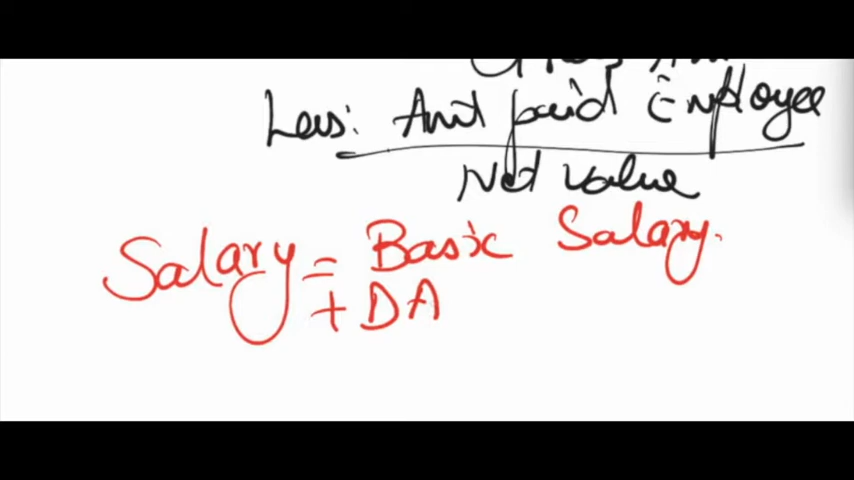 Less: Amt paid Employee
Net value
Salary = Basic Salary.
+ DA